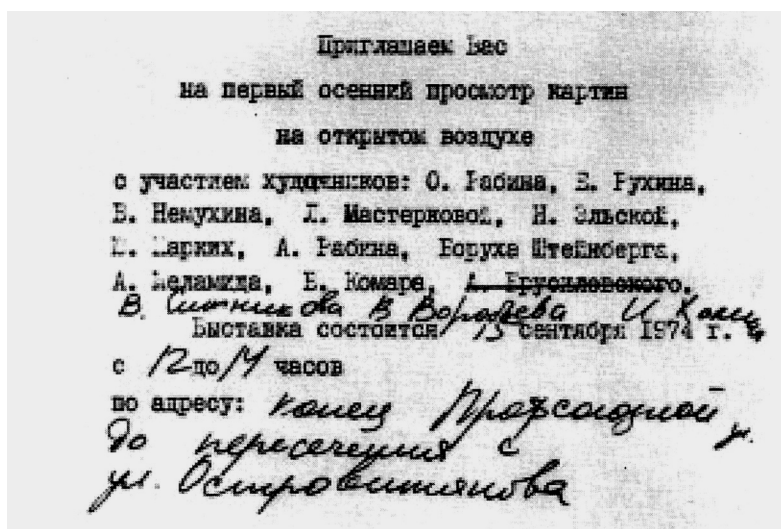 Приглашаем Вас
на первый осенний просмотр картин
на открытом воздухе
с участием художников: О. Рабина, Е. Рухина,
В. Немухина, Л. Мастерковой, Н. Эльской,
Ю. Жарких, А. Рабина, Боруха Штейнберга,
А. Меламида, В. Комара, А. Брусиловского.
В. Ситникова В Воробьева И. Холин
Выставка состоится 15 сентября 1974 г.
с 12 до 14 часов
по адресу: конец Профсоюзной у.
до пересечения с
ул. Островитянова